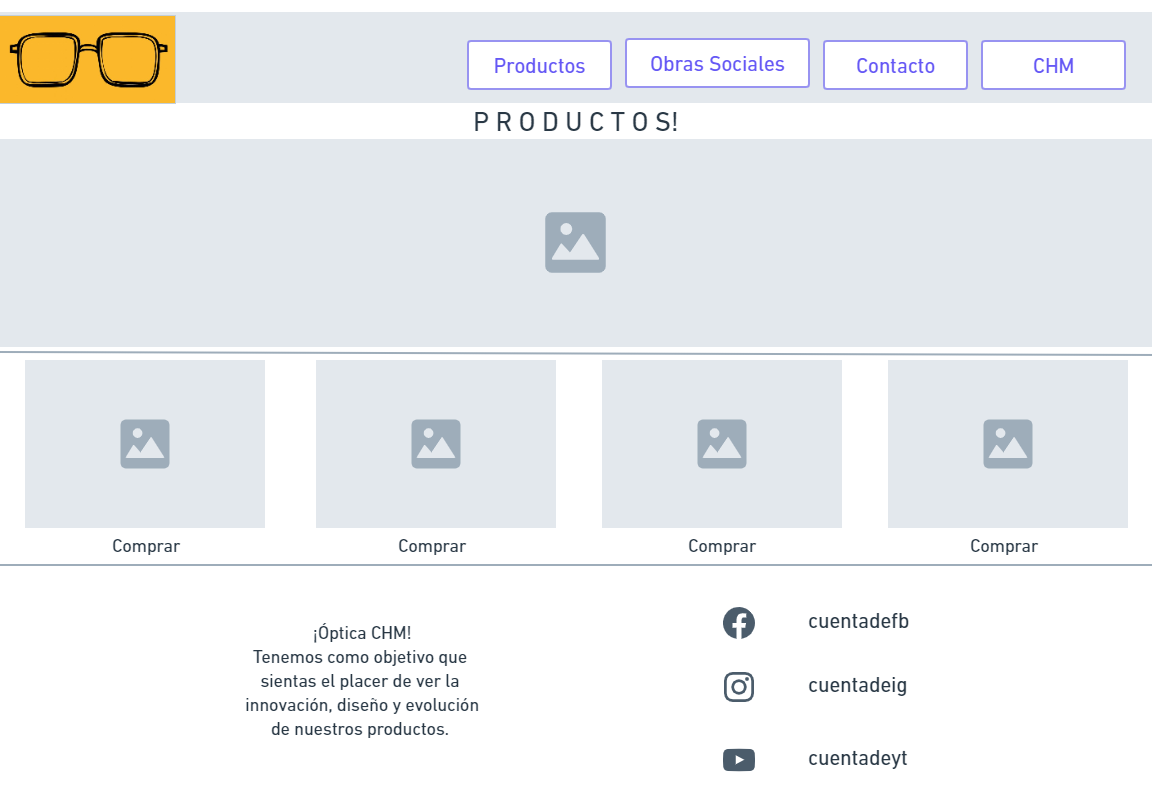 Productos
Obras Sociales
Contacto
CHM
PRODUCTOS!
Comprar
Comprar
Comprar
Comprar
¡Óptica CHM!
Tenemos como objetivo que
sientas el placer de ver la
innovación, diseño y evolución
de nuestros productos.
cuentadefb
cuentadeig
cuentadeyt